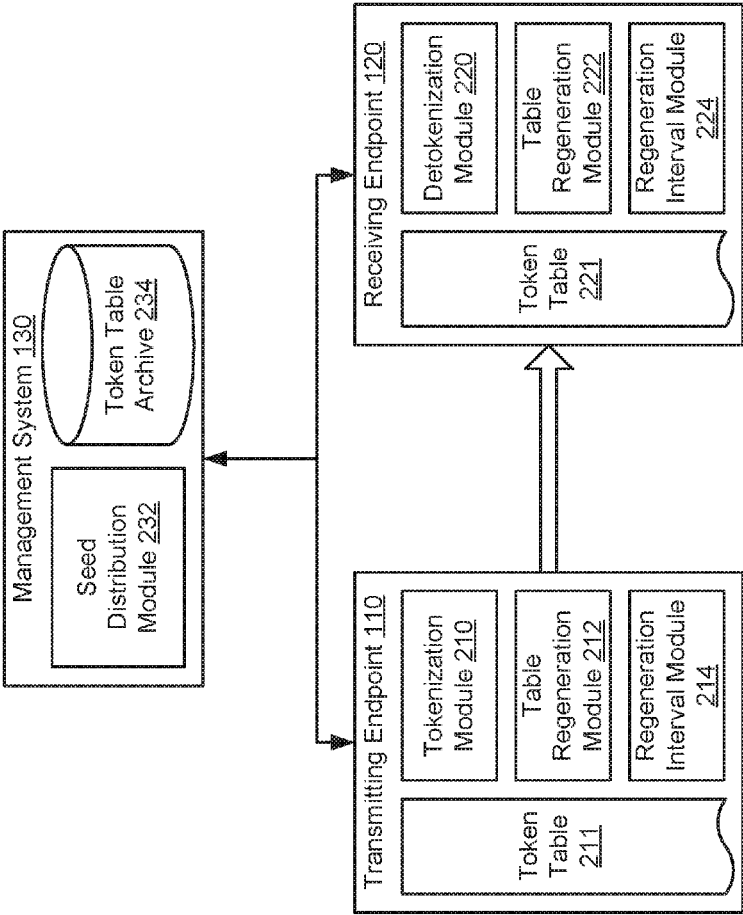 Management System 130
Seed
Distribution
Module 232
Token Table
Archive 234
Transmitting Endpoint 110
Token
Table
211
Tokenization
Module 210
Table
Regeneration
Module 212
Regeneration
Interval Module
214
Receiving Endpoint 120
Token
Table
221
Detokenization
Module 220
Table
Regeneration
Module 222
Regeneration
Interval Module
224